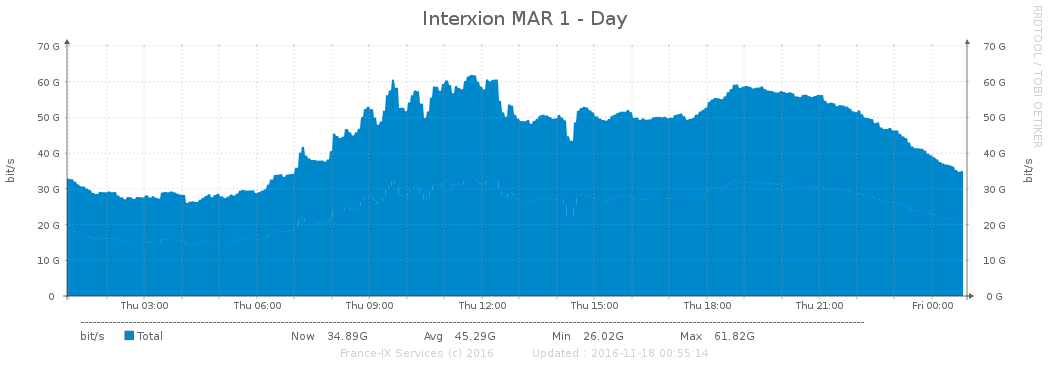 Interxion MAR 1 - Day
RRDTOOL / TOBI OETIKER
bit/s
70 G 70 G
60 G 60 G
50 G 50 G
40 G 40 G
30 G 30 G
20 G 20 G
10 G 10 G
0 0 G
bit/s
Thu 03:00 Thu 06:00 Thu 09:00 Thu 12:00 Thu 15:00 Thu 18:00 Thu 21:00 Fri 00:00
bit/s Total Now 34.89G Avg 45.29G Min 26.02G Max 61.82G
France-IX Services (c) 2016 Updated : 2016-11-18 00:55:14